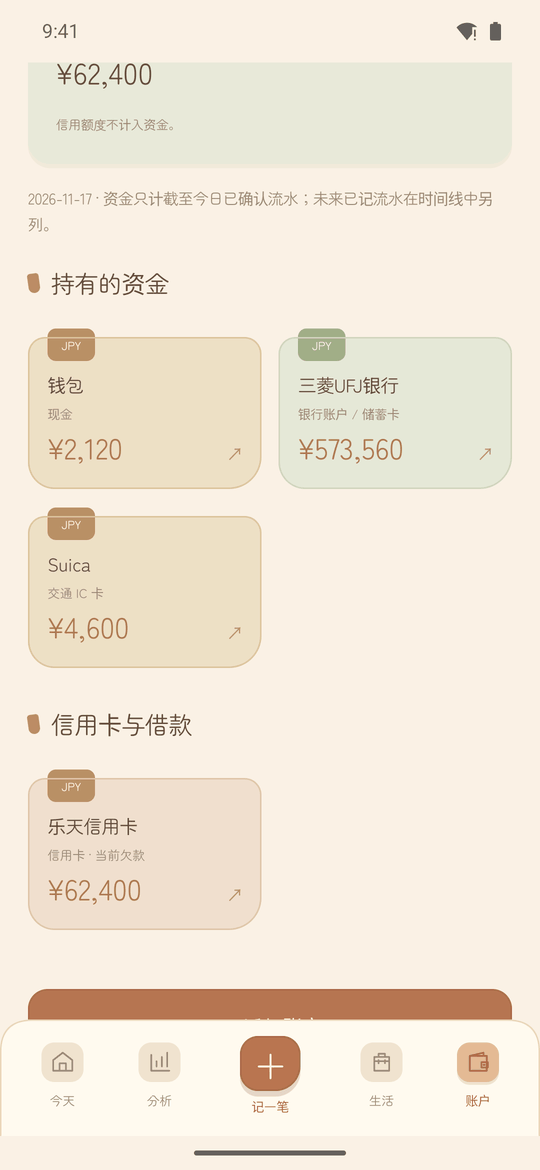 9:41
¥62,400
信用额度不计入资金。
2026-11-17 · 资金只计截至今日已确认流水；未来已记流水在时间线中另
列。
持有的资金
JPY
钱包
现金
¥2,120
JPY
三菱UFJ银行
银行账户 / 储蓄卡
¥573,560
JPY
Suica
交通 IC 卡
¥4,600
信用卡与借款
JPY
乐天信用卡
信用卡 · 当前欠款
¥62,400
今天
分析
记一笔
生活
账户